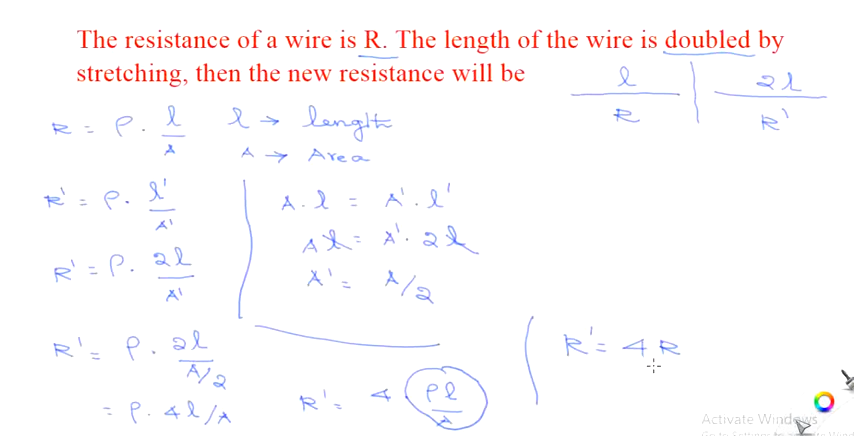 The resistance of a wire is R. The length of the wire is doubled by
stretching, then the new resistance will be
l | 2l
R | R'
R = ρ. l/A   l → length
A → Area
R' = ρ. l'/A'
A. l = A'. l'
R' = ρ. 2l/A'
Al = A'. 2l
A' = A/2
R' = ρ. 2l/A/2
= ρ. 4l/A
R' = 4 ρl/A
R' = 4R
Activate Windows